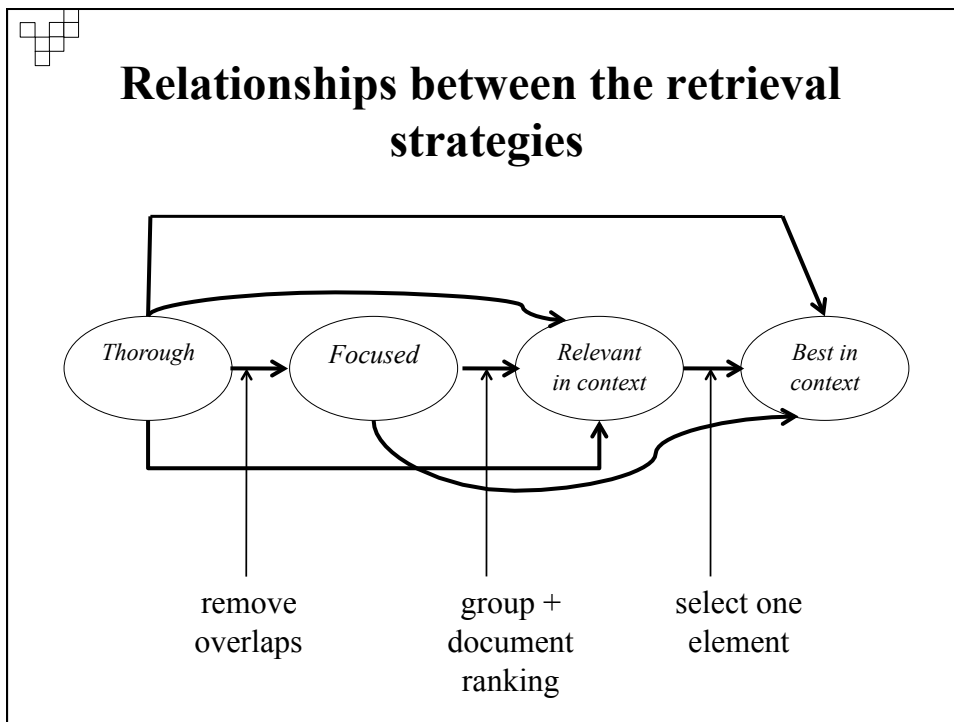 Relationships between the retrieval
strategies
Thorough
Focused
Relevant
in context
Best in
context
remove
overlaps
group +
document
ranking
select one
element